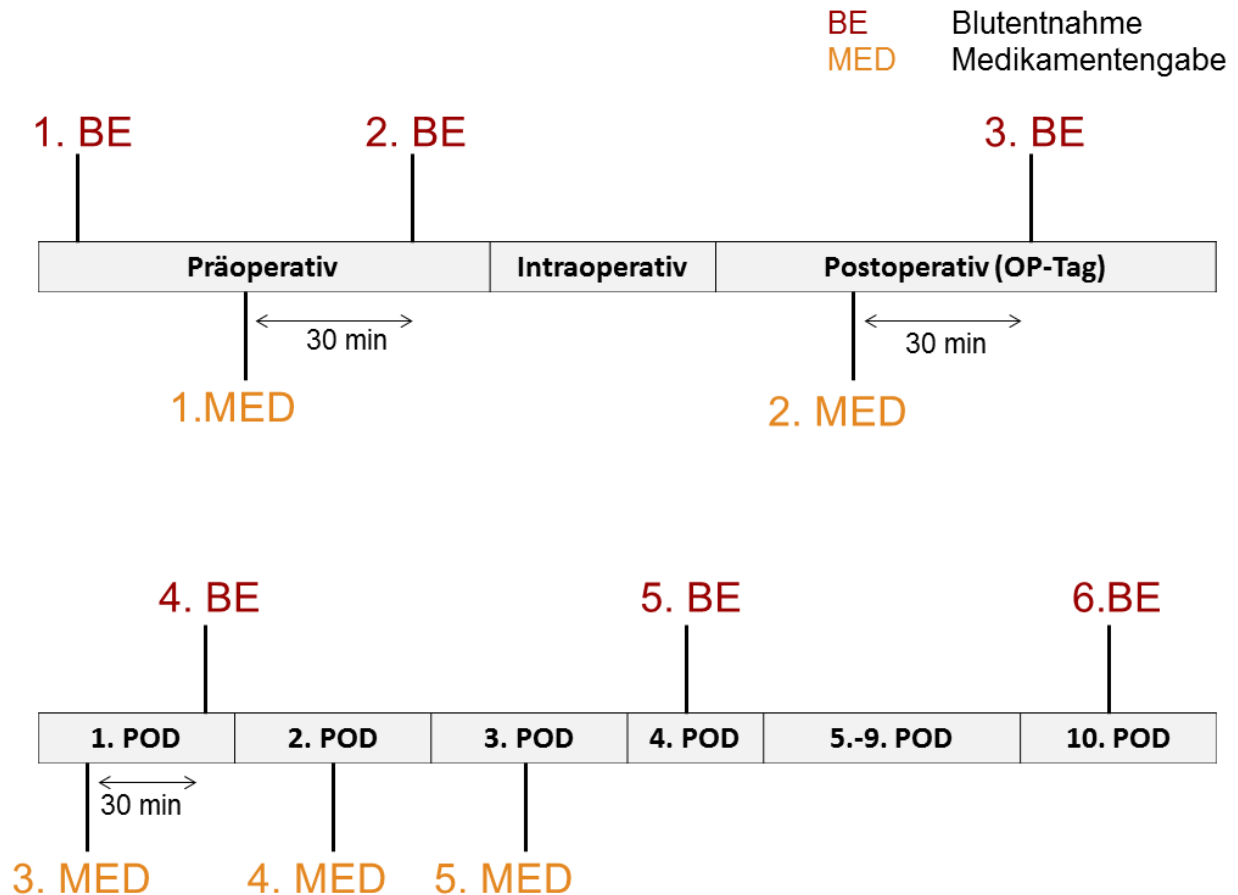 BE Blutentnahme
MED Medikamentengabe
1. BE 2. BE 3. BE
Präoperativ Intraoperativ Postoperativ (OP-Tag)
30 min 30 min
1.MED 2. MED
4. BE 5. BE 6.BE
1. POD 2. POD 3. POD 4. POD 5.-9. POD 10. POD
30 min
3. MED 4. MED 5. MED